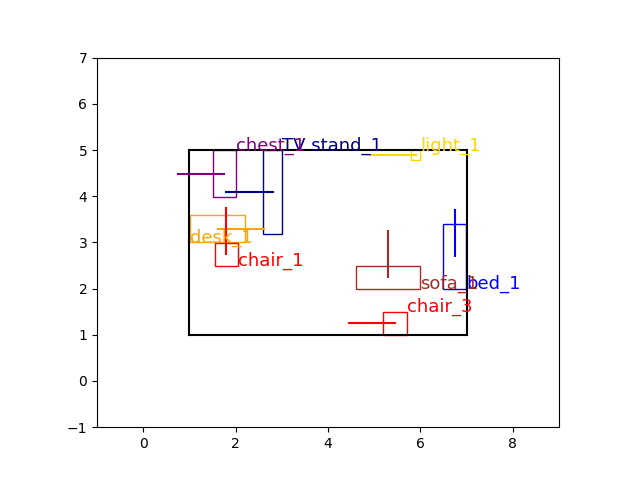 7
6
5
4
3
2
1
0
−1
0
2
4
6
8
chest_1
TV stand_1
light_1
desk_1
chair_1
sofa_1
bed_1
chair_3